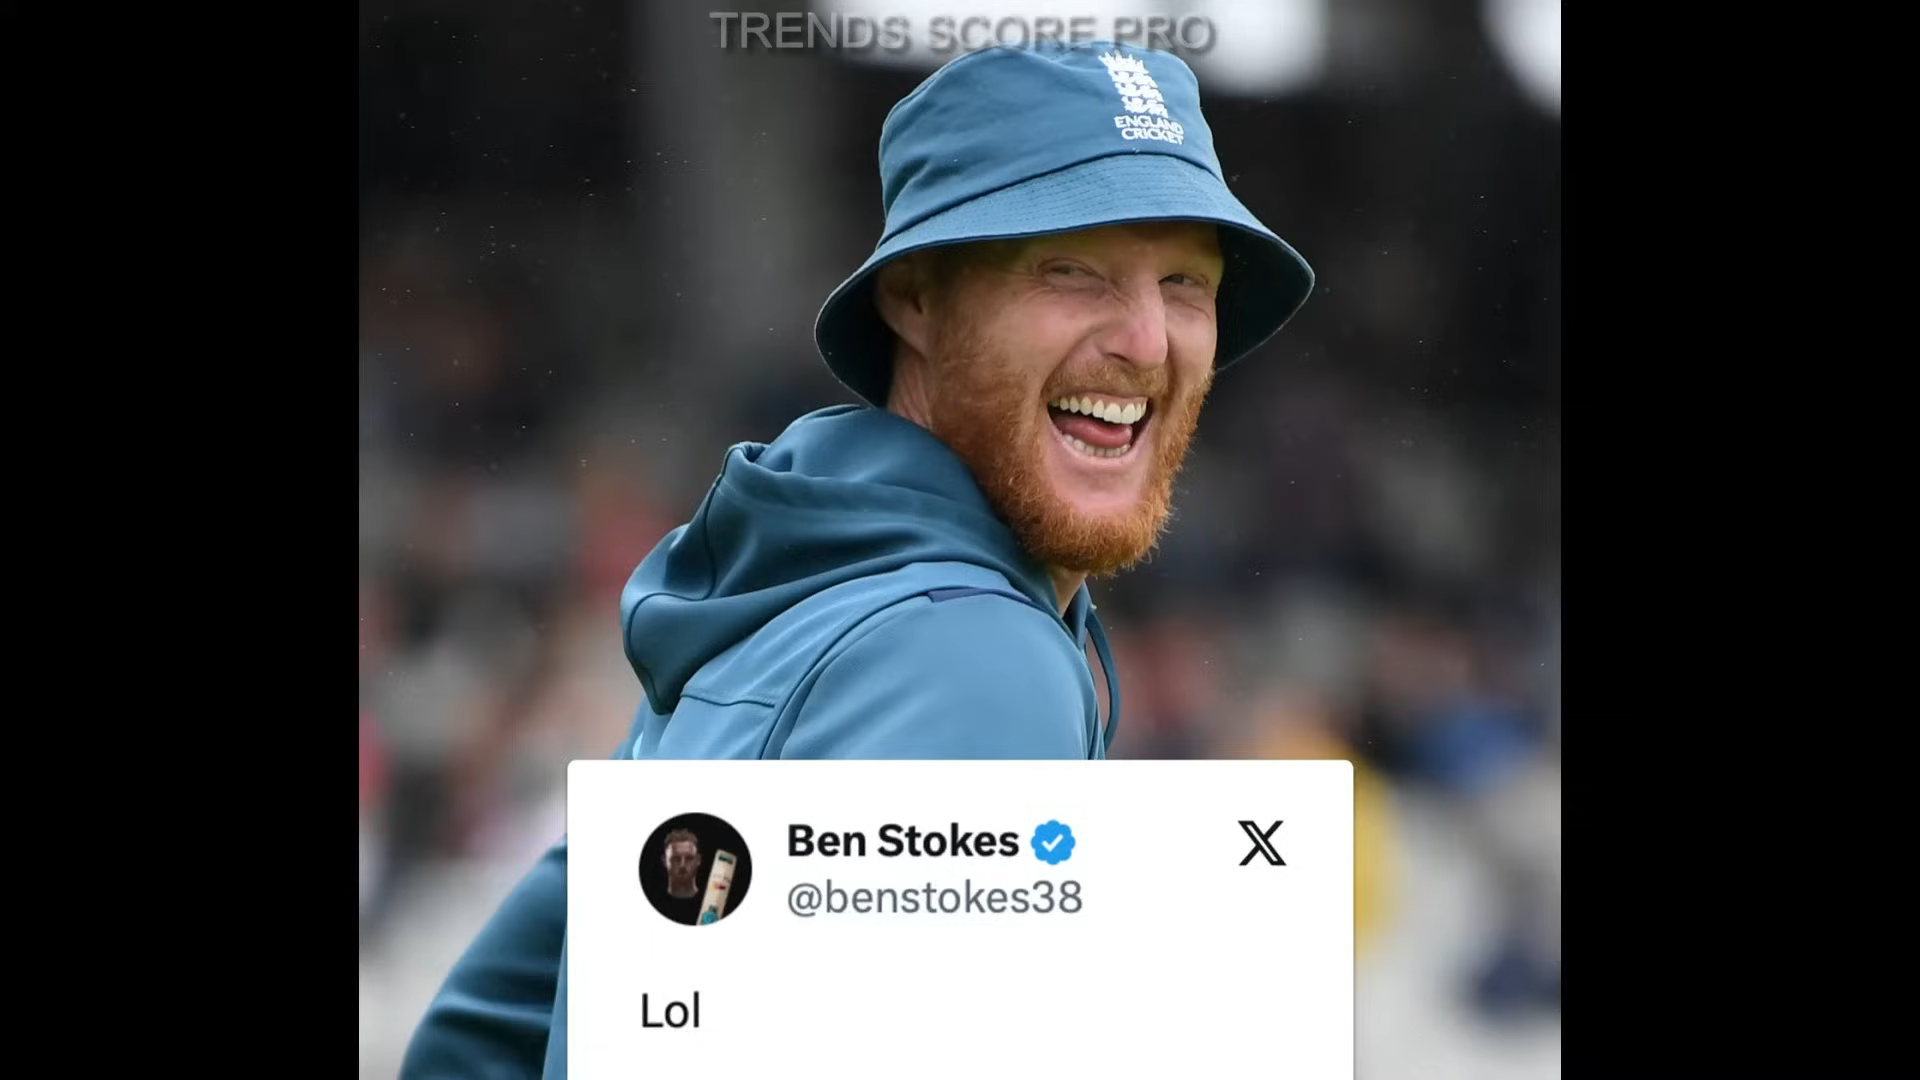 TRENDS SCORE PRO
ENGLAND
CRICKET
Ben Stokes
@benstokes38
Lol